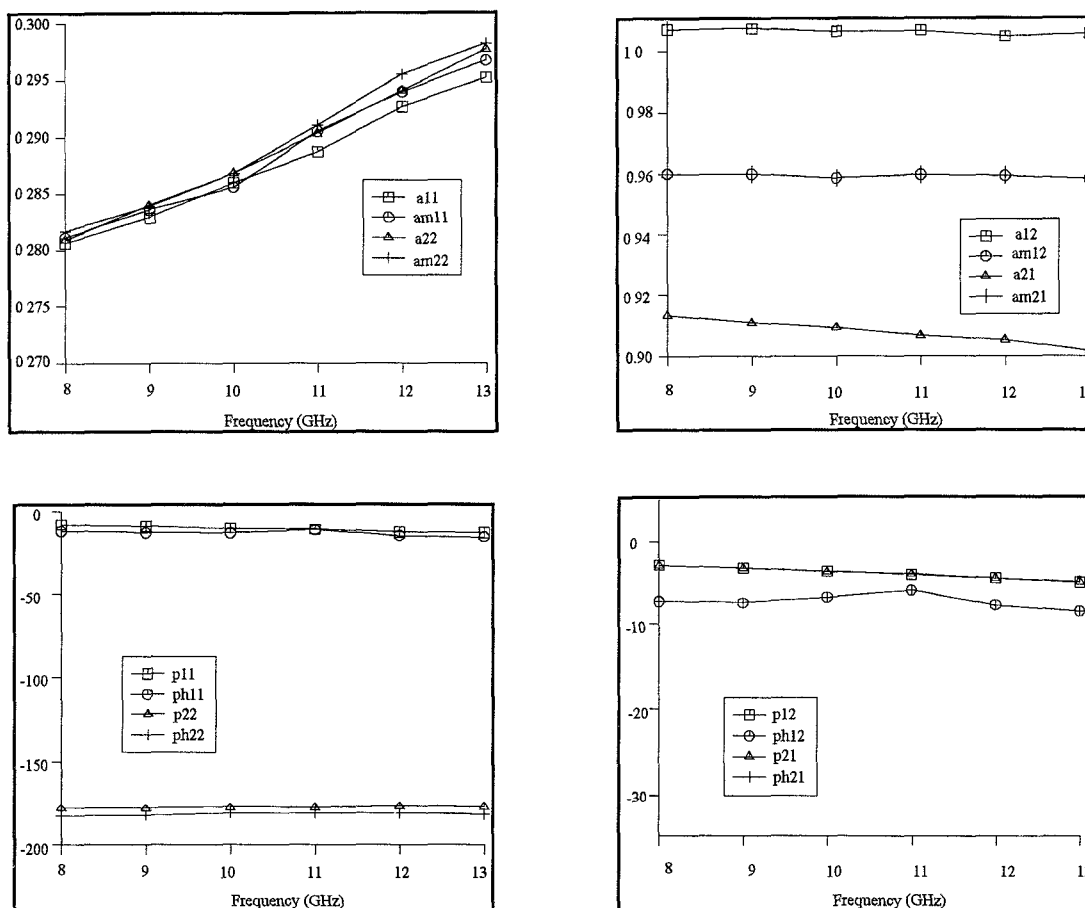 0.300
0.295
0.290
0.285
0.280
0.275
0.270
a11
am11
a22
am22
8 9 10 11 12 13
Frequency (GHz)
1 0
0.98
0.96
0.94
0.92
0.90
a12
am12
a21
am21
8 9 10 11 12 1
Frequency (GHz)
0
-50
-100
-150
-200
p11
ph11
p22
ph22
8 9 10 11 12 13
Frequency (GHz)
0
-10
-20
-30
p12
ph12
p21
ph21
8 9 10 11 12 1
Frequency (GHz)